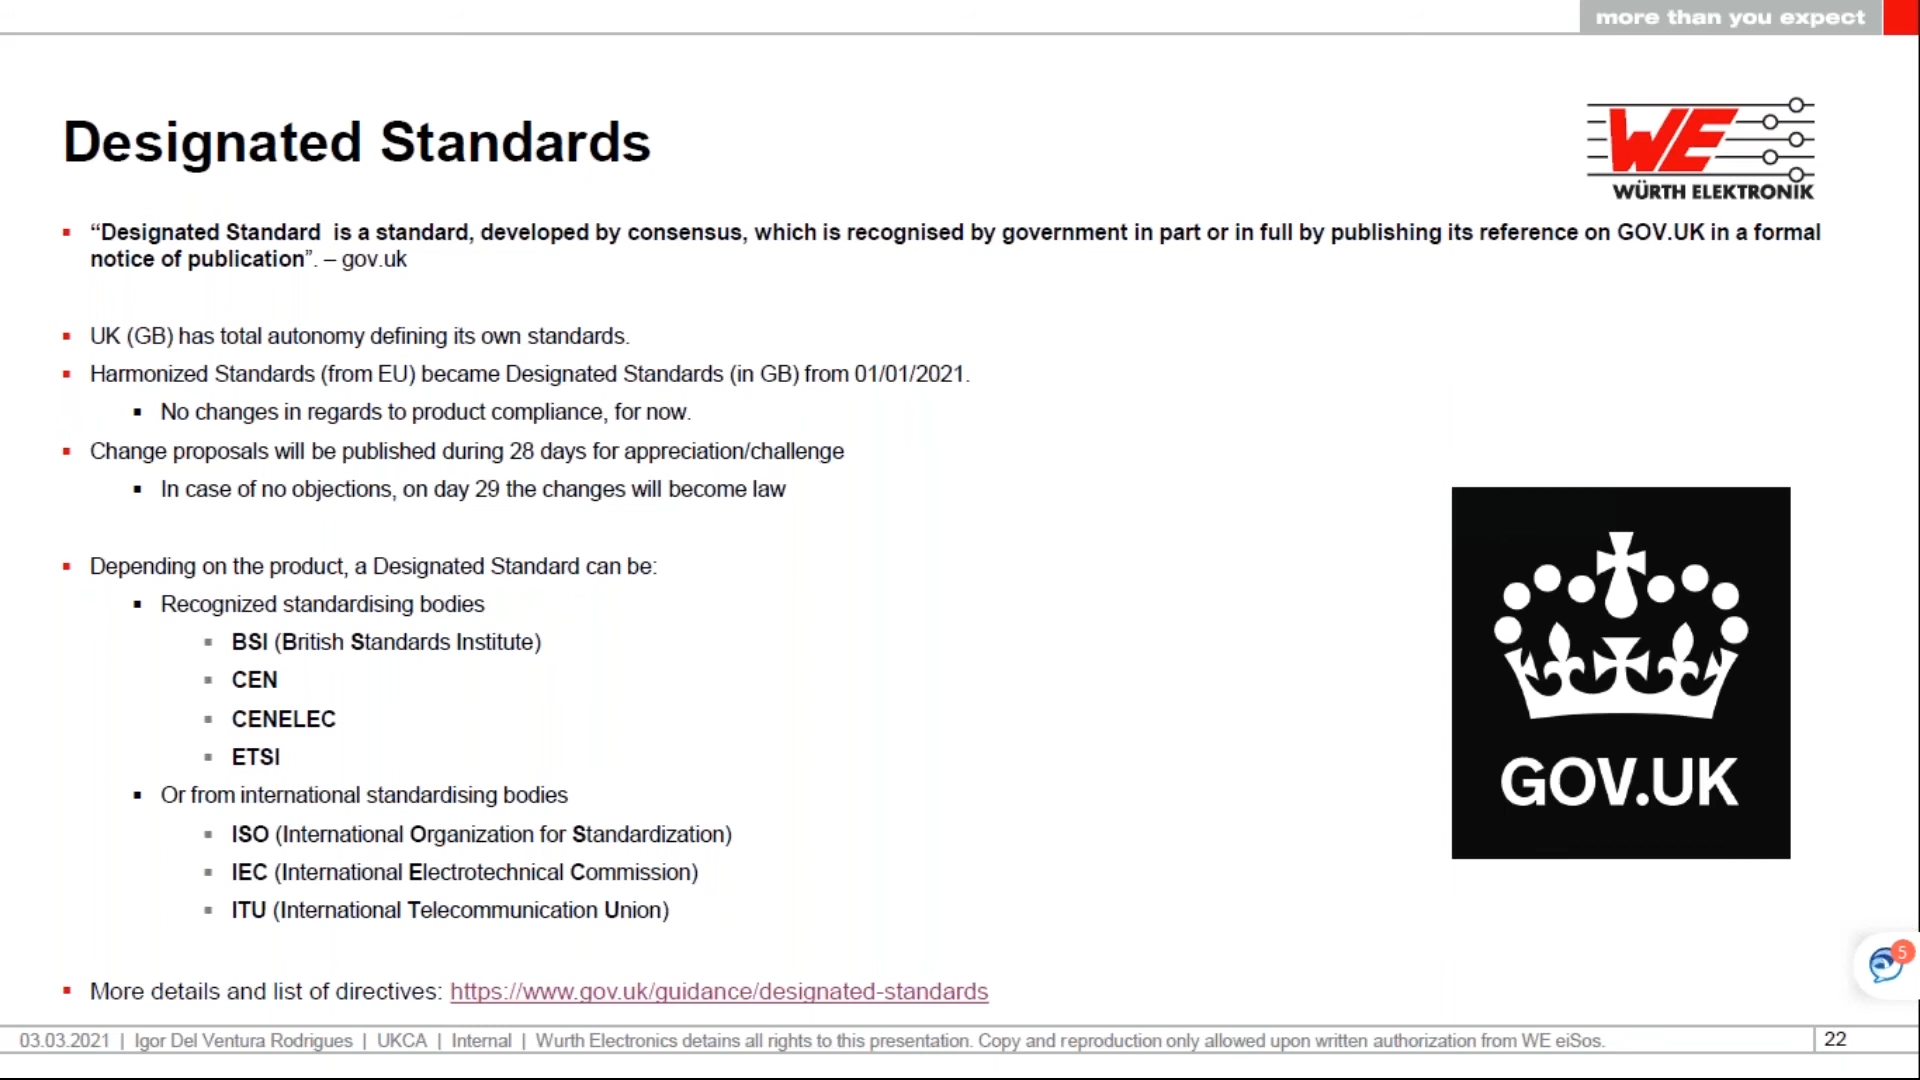 more than you expect
Designated Standards
WE
WÜRTH ELEKTRONIK
“Designated Standard is a standard, developed by consensus, which is recognised by government in part or in full by publishing its reference on GOV.UK in a formal
notice of publication”. – gov.uk
UK (GB) has total autonomy defining its own standards.
Harmonized Standards (from EU) became Designated Standards (in GB) from 01/01/2021.
No changes in regards to product compliance, for now.
Change proposals will be published during 28 days for appreciation/challenge
In case of no objections, on day 29 the changes will become law
Depending on the product, a Designated Standard can be:
Recognized standardising bodies
BSI (British Standards Institute)
CEN
CENELEC
ETSI
Or from international standardising bodies
ISO (International Organization for Standardization)
IEC (International Electrotechnical Commission)
ITU (International Telecommunication Union)
GOV.UK
5
More details and list of directives: https://www.gov.uk/guidance/designated-standards
03.03.2021 | Igor Del Ventura Rodrigues | UKCA | Internal | Wurth Electronics detains all rights to this presentation. Copy and reproduction only allowed upon written authorization from WE eiSos.
22